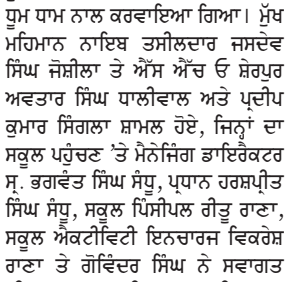 ਧੂਮ ਧਾਮ ਨਾਲ ਕਰਵਾਇਆ ਗਿਆ। ਮੁੱਖ
ਮਹਿਮਾਨ ਨਾਇਬ ਤਸੀਲਦਾਰ ਜਸਦੇਵ
ਸਿੰਘ ਜੋਸ਼ੀਲਾ ਤੇ ਐੱਸ ਐੱਚ ਓ ਸ਼ੇਰਪੁਰ
ਅਵਤਾਰ ਸਿੰਘ ਧਾਲੀਵਾਲ ਅਤੇ ਪ੍ਰਦੀਪ
ਕੁਮਾਰ ਸਿੰਗਲਾ ਸ਼ਾਮਲ ਹੋਏ, ਜਿਨ੍ਹਾਂ ਦਾ
ਸਕੂਲ ਪਹੁੰਚਣ 'ਤੇ ਮੈਨੇਜਿੰਗ ਡਾਇਰੈਕਟਰ
ਸ੍ਰ. ਭਗਵੰਤ ਸਿੰਘ ਸੰਧੂ, ਪ੍ਰਧਾਨ ਹਰਸ਼ਪ੍ਰੀਤ
ਸਿੰਘ ਸੰਧੂ, ਸਕੂਲ ਪਿੰਸੀਪਲ ਰੀਤੂ ਰਾਣਾ,
ਸਕੂਲ ਐਕਟੀਵਿਟੀ ਇਨਚਾਰਜ ਵਿਕਰੇਸ਼
ਰਾਣਾ ਤੇ ਗੋਵਿੰਦਰ ਸਿੰਘ ਨੇ ਸਵਾਗਤ